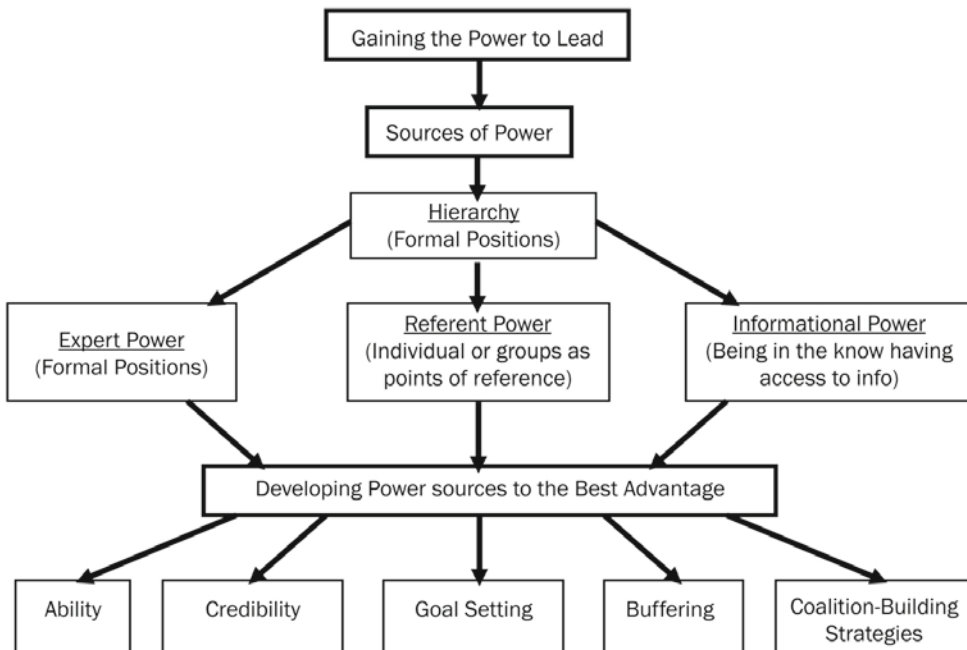 Gaining the Power to Lead
Sources of Power
Hierarchy
(Formal Positions)
Expert Power
(Formal Positions)
Referent Power
(Individual or groups as
points of reference)
Informational Power
(Being in the know having
access to info)
Developing Power sources to the Best Advantage
Ability
Credibility
Goal Setting
Buffering
Coalition-Building
Strategies